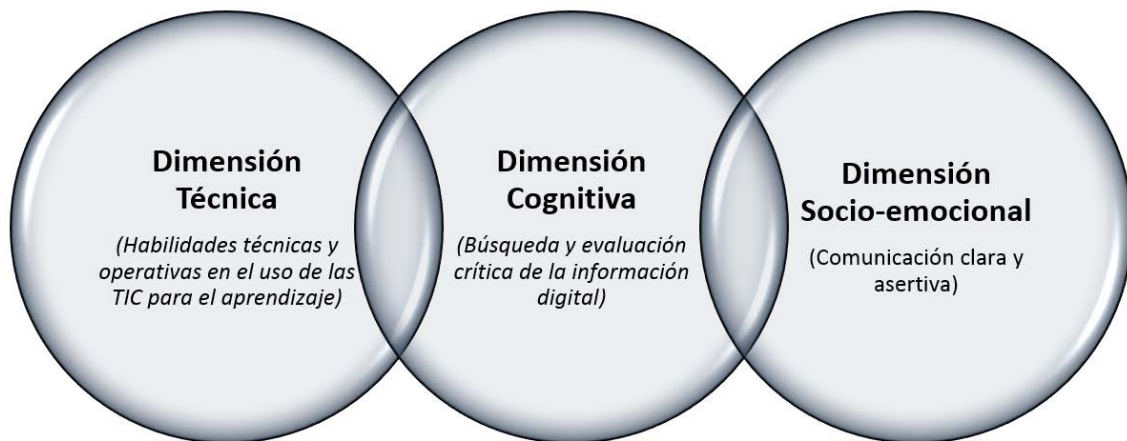 Dimensión
Técnica
(Habilidades técnicas y
operativas en el uso de las
TIC para el aprendizaje)
Dimensión
Cognitiva
(Búsqueda y evaluación
crítica de la información
digital)
Dimensión
Socio-emocional
(Comunicación clara y
asertiva)